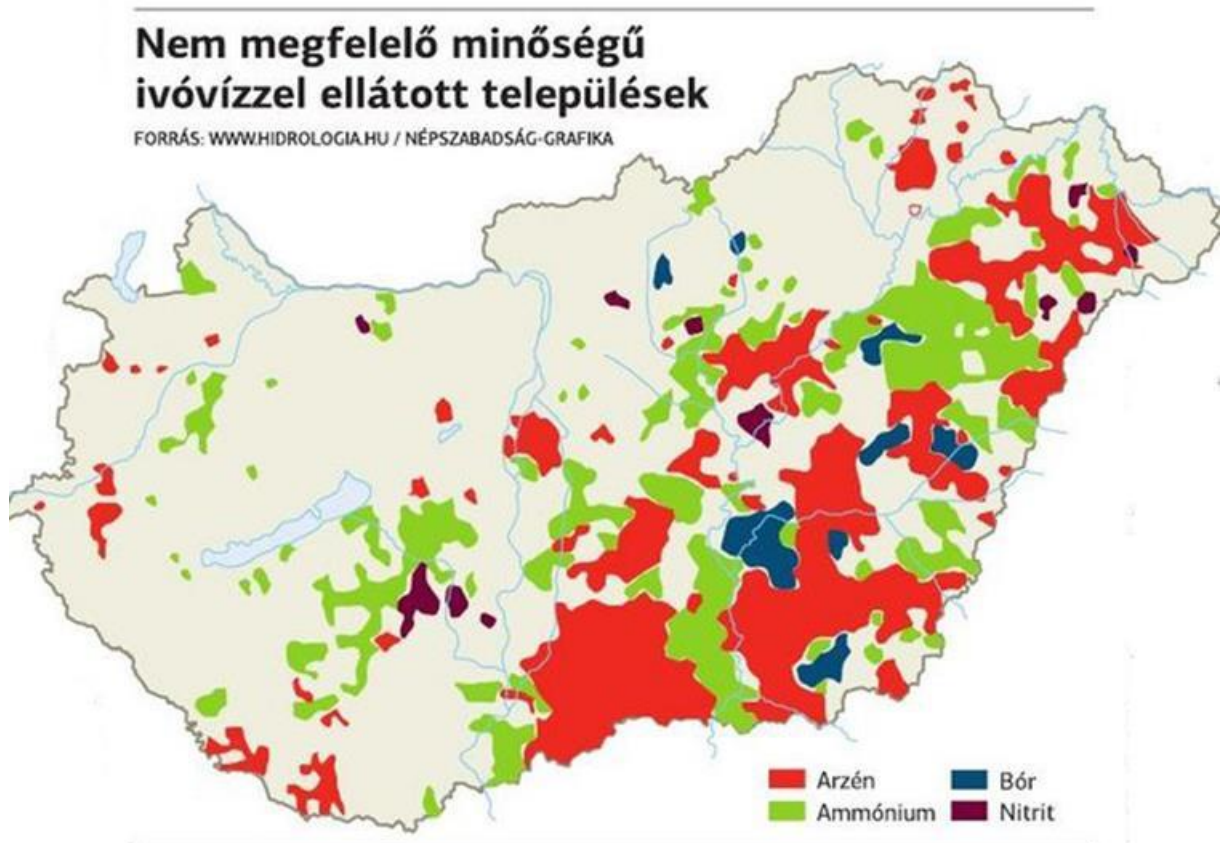 Nem megfelelő minőségű
ivóvízzel ellátott települések
FORRÁS: WWW.HIDROLOGIA.HU / NÉPSZABADSÁG-GRAFIKA
Arzén
Bór
Ammónium
Nitrit